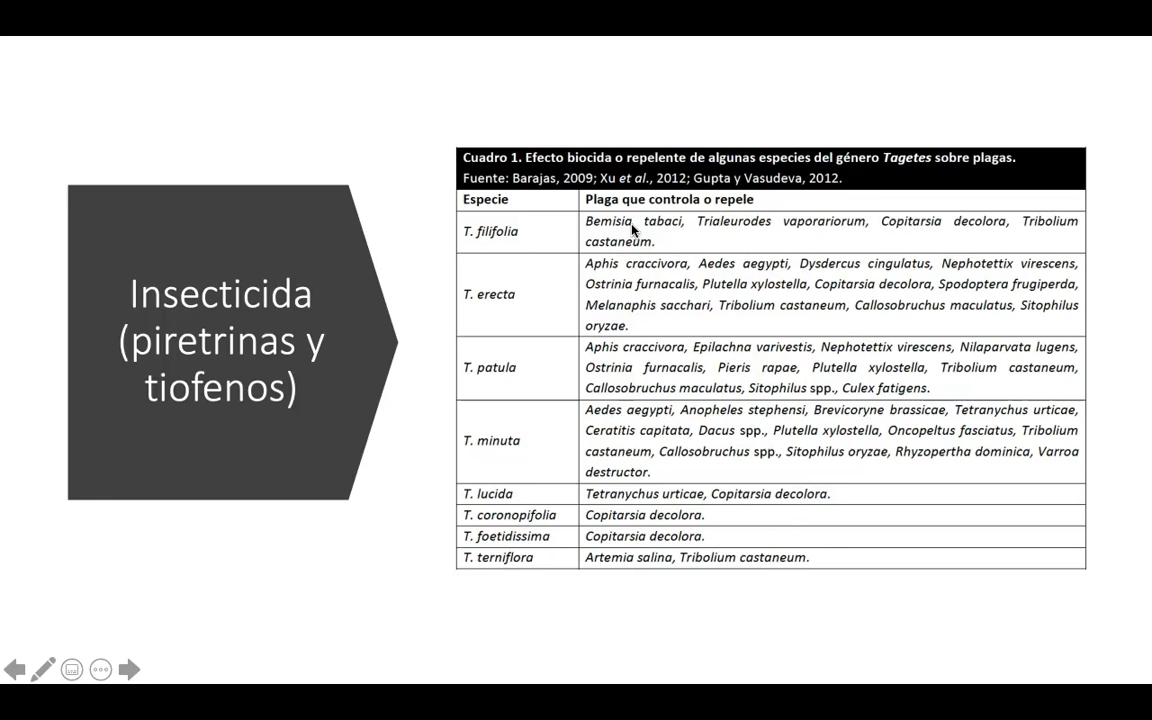 Insecticida
(piretrinas y
tiofenos)
Cuadro 1. Efecto biocida o repelente de algunas especies del género Tagetes sobre plagas.
Fuente: Barajas, 2009; Xu et al., 2012; Gupta y Vasudeva, 2012.
Especie Plaga que controla o repele
T. filifolia
Bemisia tabaci, Trialeurodes vaporariorum, Copitarsia decolora, Tribolium
castaneum.
T. erecta
Aphis craccivora, Aedes aegypti, Dysdercus cingulatus, Nephotettix virescens,
Ostrinia furnacalis, Plutella xylostella, Copitarsia decolora, Spodoptera frugiperda,
Melanaphis sacchari, Tribolium castaneum, Callosobruchus maculatus, Sitophilus
oryzae.
T. patula
Aphis craccivora, Epilachna varivestis, Nephotettix virescens, Nilaparvata lugens,
Ostrinia furnacalis, Pieris rapae, Plutella xylostella, Tribolium castaneum,
Callosobruchus maculatus, Sitophilus spp., Culex fatigens.
T. minuta
Aedes aegypti, Anopheles stephensi, Brevicoryne brassicae, Tetranychus urticae,
Ceratitis capitata, Dacus spp., Plutella xylostella, Oncopeltus fasciatus, Tribolium
castaneum, Callosobruchus spp., Sitophilus oryzae, Rhyzopertha dominica, Varroa
destructor.
T. lucida Tetranychus urticae, Copitarsia decolora.
T. coronopifolia Copitarsia decolora.
T. foetidissima Copitarsia decolora.
T. terniflora Artemia salina, Tribolium castaneum.